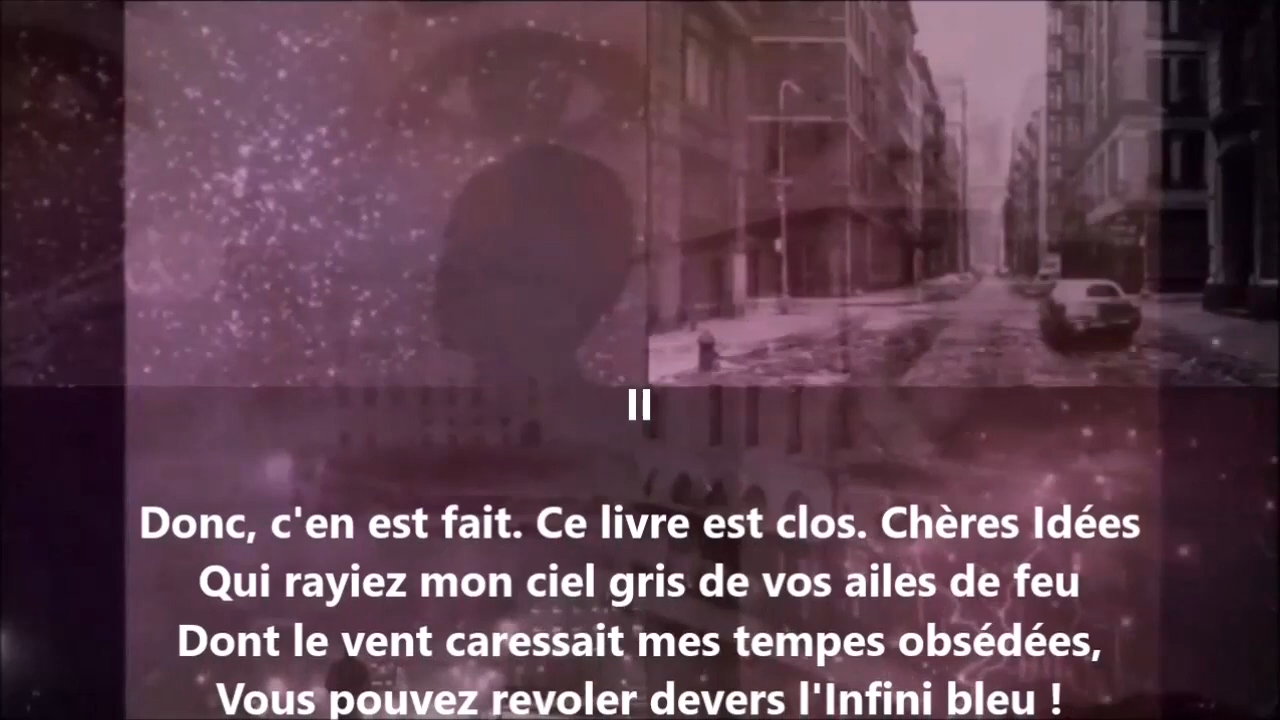 II
Donc, c'en est fait. Ce livre est clos. Chères Idées
Qui rayiez mon ciel gris de vos ailes de feu
Dont le vent caressait mes tempes obsédées,
Vous pouvez revoler devers l'Infini bleu !